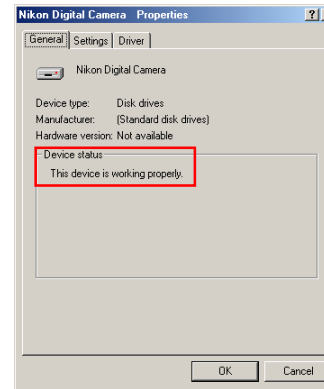 Nikon Digital Camera   Properties
General Settings Driver
Nikon Digital Camera
Device type: Disk drives
Manufacturer: (Standard disk drives)
Hardware version: Not available
Device status
This device is working properly.
OK Cancel